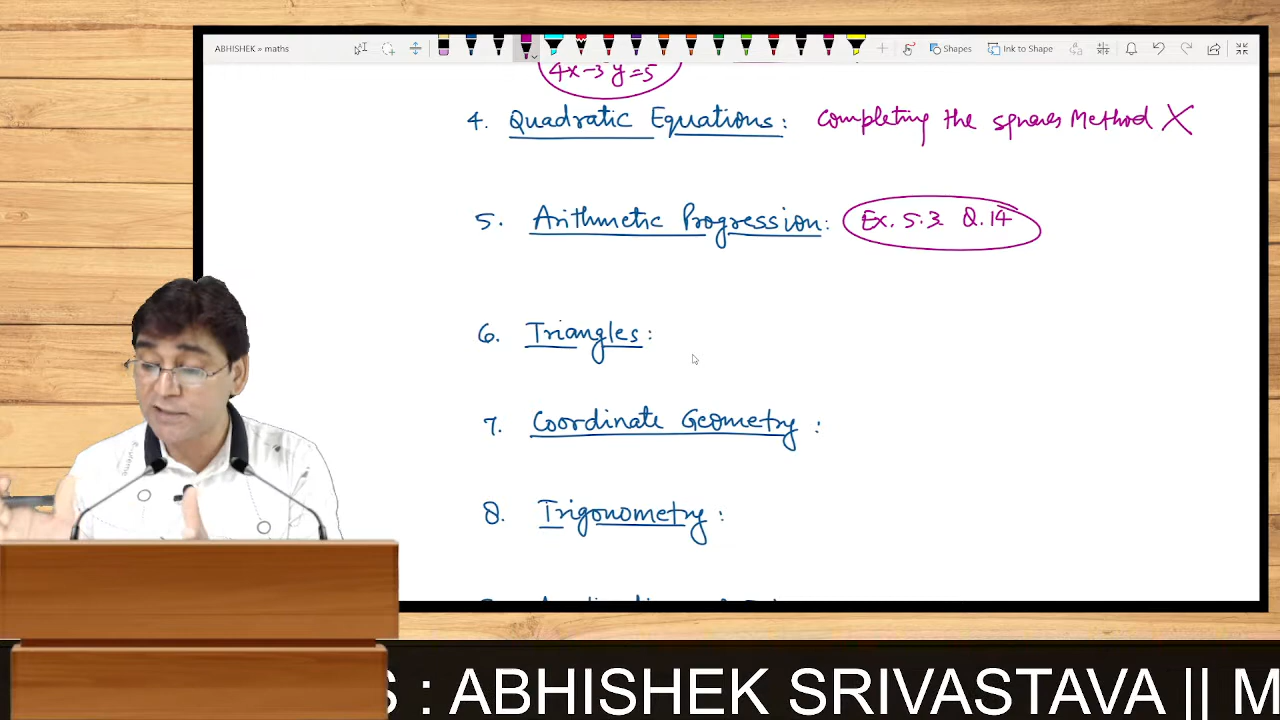 ABHISHEK » maths
Shapes
Ink to Shape
4x-3y=5
4. Quadratic Equations: Completing the squares Method X
5. Arithmetic Progression: Ex. 5.3 Q.14
6. Triangles:
7. Coordinate Geometry:
8. Trigonometry:
S : ABHISHEK SRIVASTAVA || M